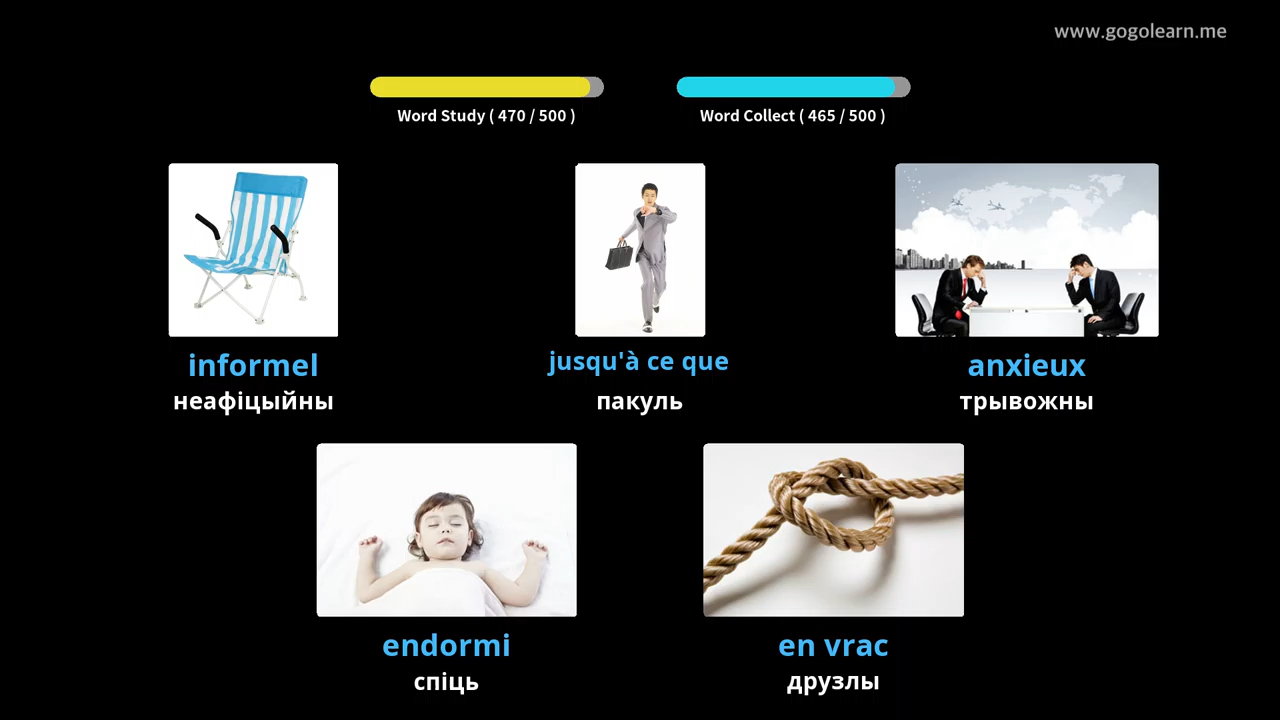 www.gogolearn.me
Word Study ( 470 / 500 )
Word Collect ( 465 / 500 )
informel
неафіцыйны
jusqu'à ce que
пакуль
anxieux
трывожны
endormi
спіць
en vrac
друзлы